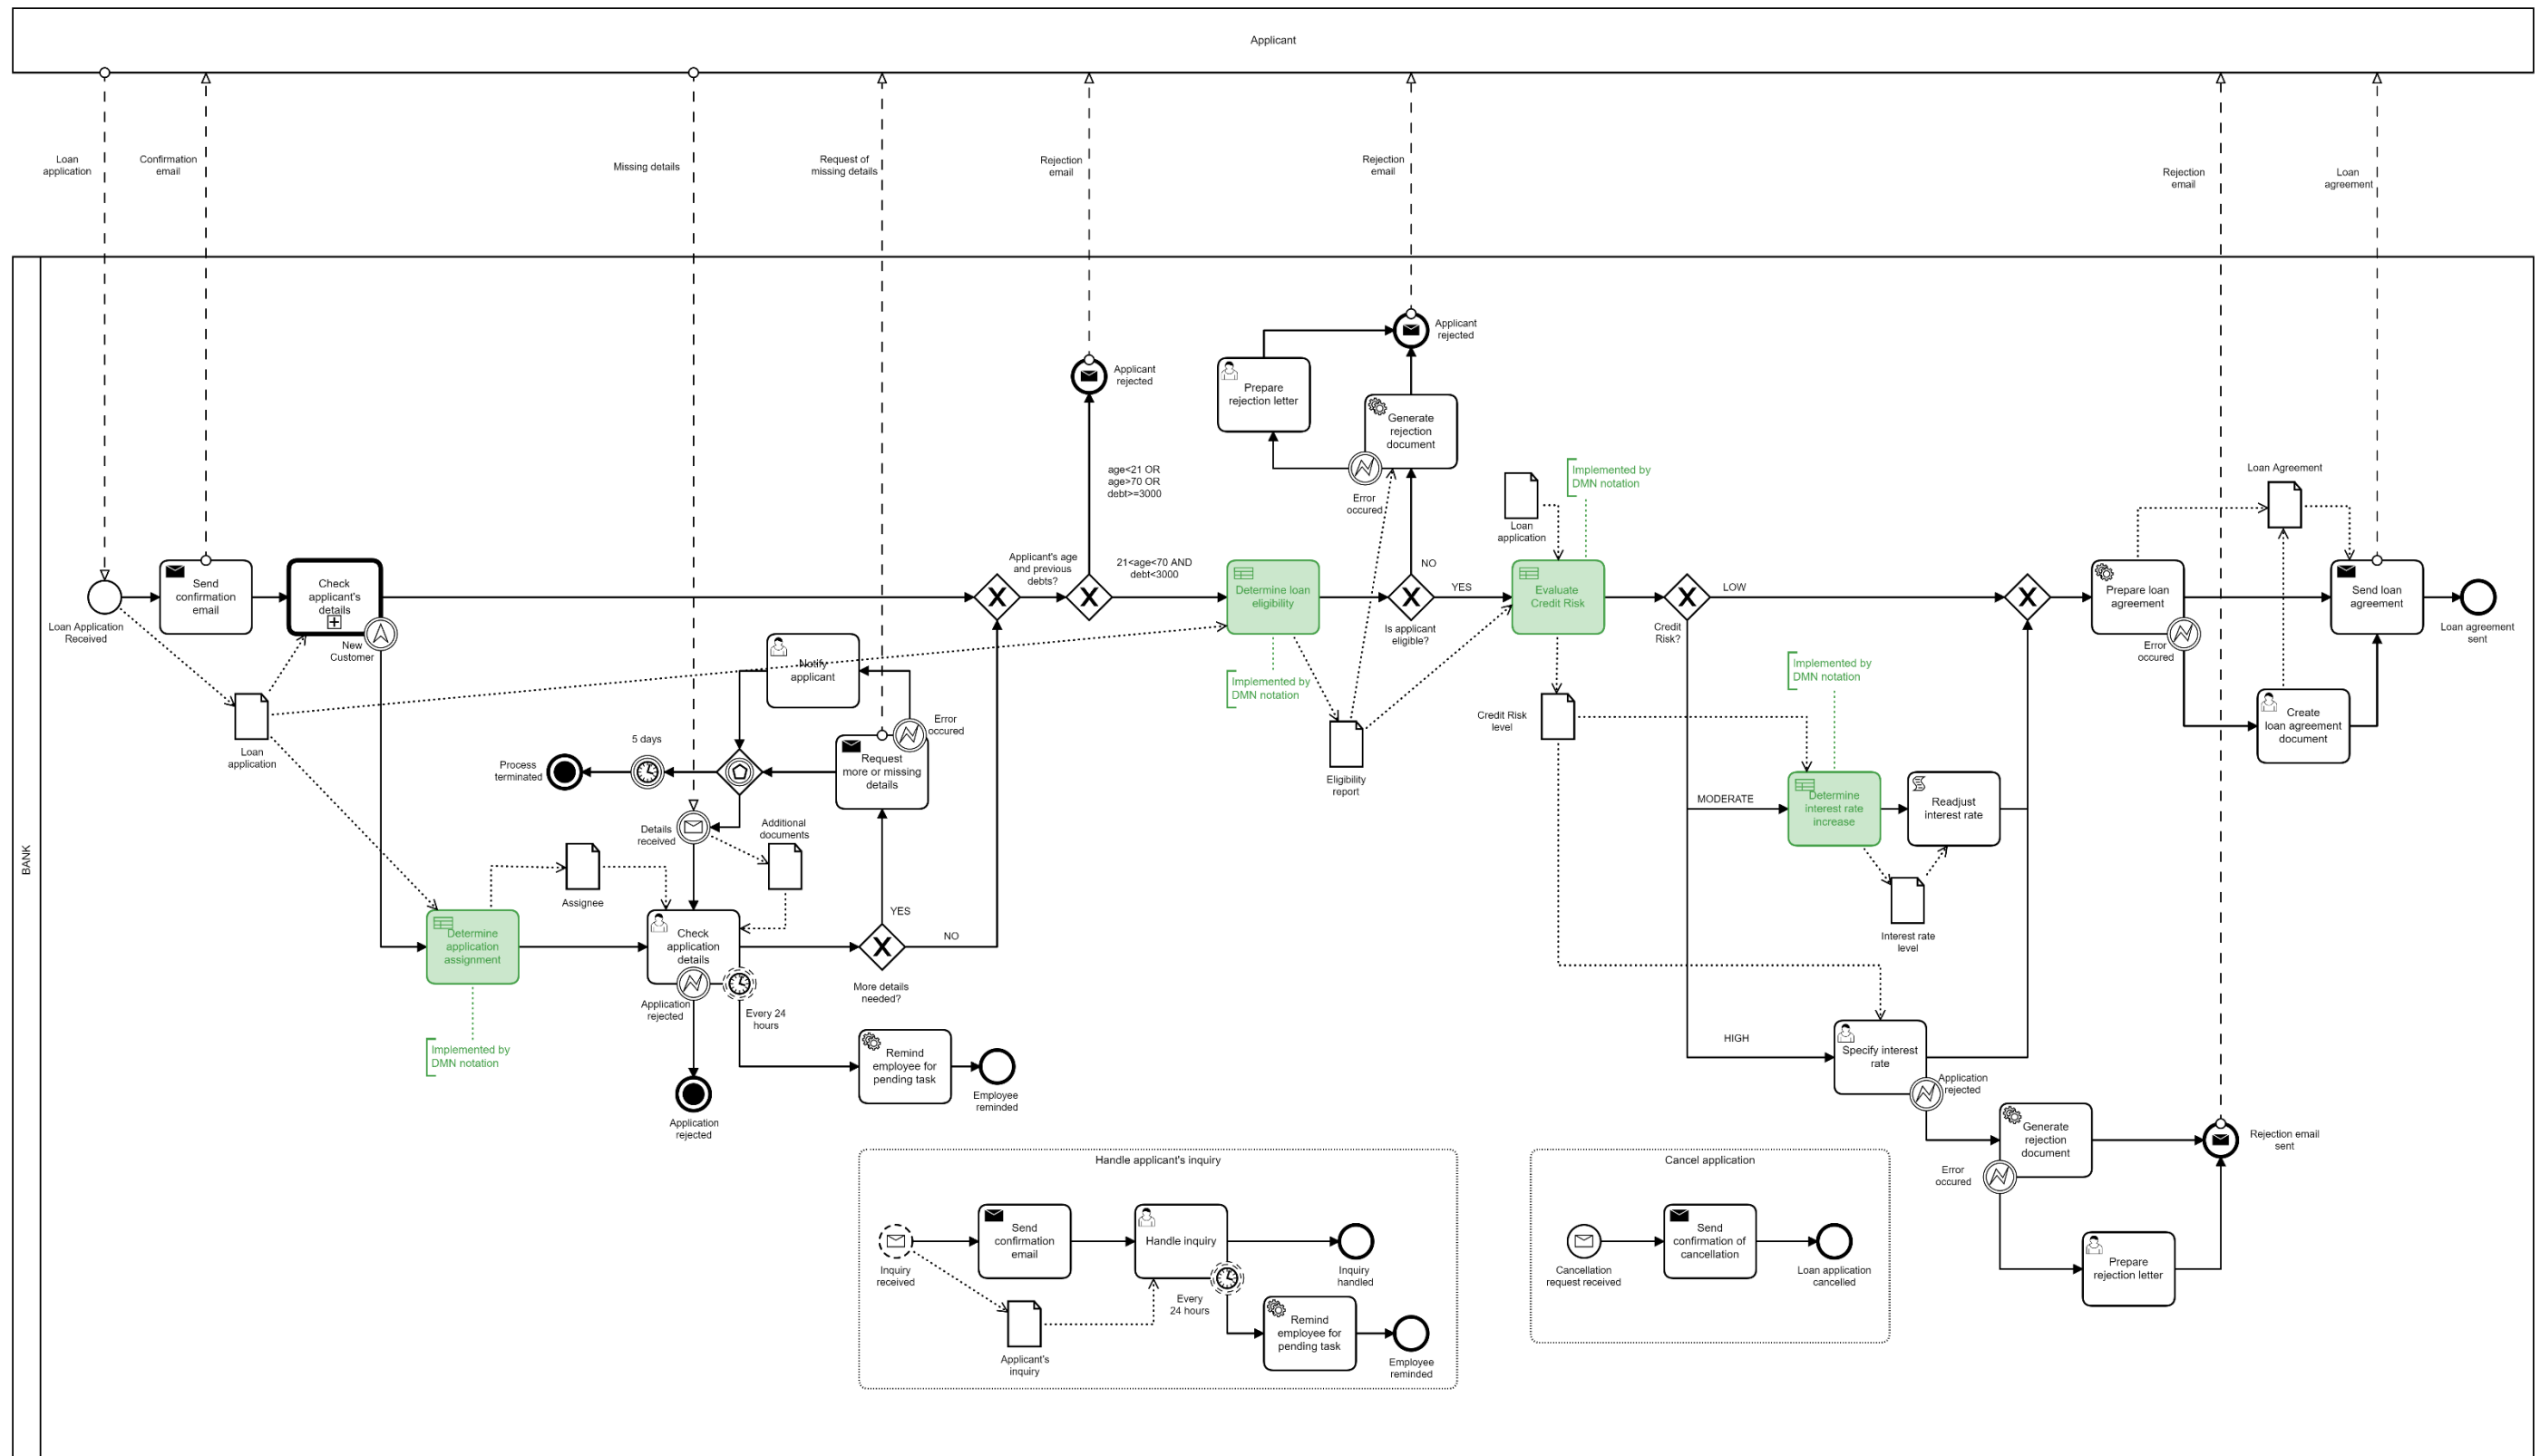 Applicant
Loan
application
Confirmation
email
Missing details
Request of
missing details
Rejection
email
Rejection
email
Rejection
email
Loan
agreement
BANK
Loan Application
Received
Send
confirmation
email
Check
applicant's
details
New
Customer
Loan
application
Determine
application
assignment
Implemented by
DMN notation
Assignee
Check
application
details
Application
rejected
Application
rejected
Every 24
hours
Remind
employee for
pending task
Employee
reminded
More details
needed?
YES
NO
Request
more or missing
details
Error
occured
Notify
applicant
5 days
Process
terminated
Details
received
Additional
documents
Applicant's age
and previous
debts?
age<21 OR
age>70 OR
debt>=3000
Applicant
rejected
21<age<70 AND
debt<3000
Determine loan
eligibility
Implemented by
DMN notation
Eligibility
report
Is applicant
eligible?
NO
YES
Generate
rejection
document
Error
occured
Prepare
rejection letter
Applicant
rejected
Loan
application
Implemented by
DMN notation
Evaluate
Credit Risk
Credit Risk
level
Credit
Risk?
LOW
MODERATE
HIGH
Implemented by
DMN notation
Determine
interest rate
increase
Readjust
interest rate
Interest rate
level
Specify interest
rate
Application
rejected
Generate
rejection
document
Error
occured
Prepare
rejection letter
Rejection email
sent
Prepare loan
agreement
Error
occured
Create
loan agreement
document
Loan Agreement
Send loan
agreement
Loan agreement
sent
Handle applicant's inquiry
Inquiry
received
Send
confirmation
email
Applicant's
inquiry
Handle inquiry
Every
24 hours
Inquiry
handled
Remind
employee for
pending task
Employee
reminded
Cancel application
Cancellation
request received
Send
confirmation of
cancellation
Loan application
cancelled